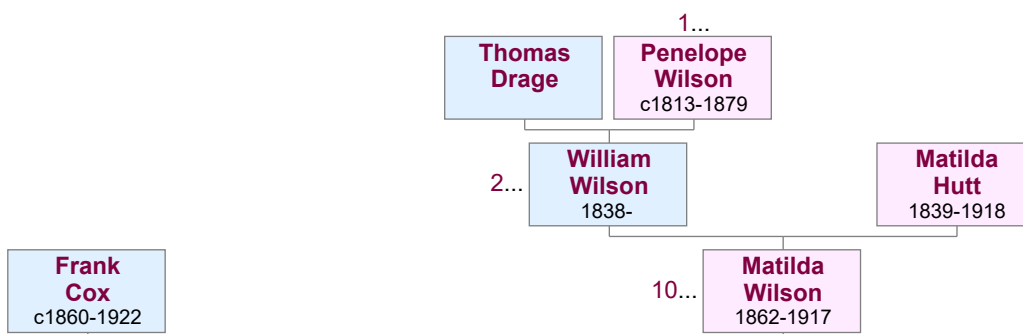 1...
Thomas
Drage
Penelope
Wilson
c1813-1879
2...
William
Wilson
1838-
Matilda
Hutt
1839-1918
Frank
Cox
c1860-1922
10...
Matilda
Wilson
1862-1917